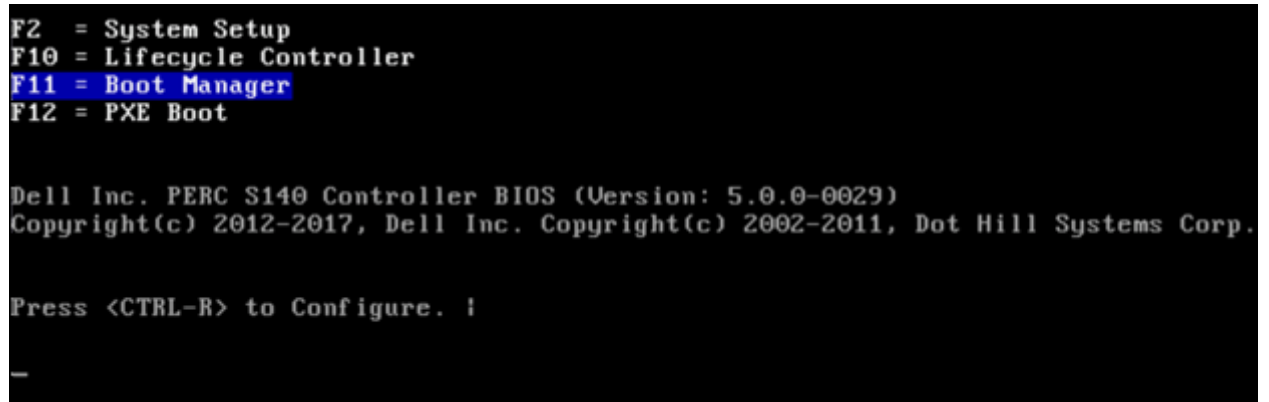 F2  = System Setup
F10 = Lifecycle Controller
F11 = Boot Manager
F12 = PXE Boot
Dell Inc. PERC S140 Controller BIOS (Version: 5.0.0-0029)
Copyright(c) 2012-2017, Dell Inc. Copyright(c) 2002-2011, Dot Hill Systems Corp.
Press <CTRL-R> to Configure. |
_